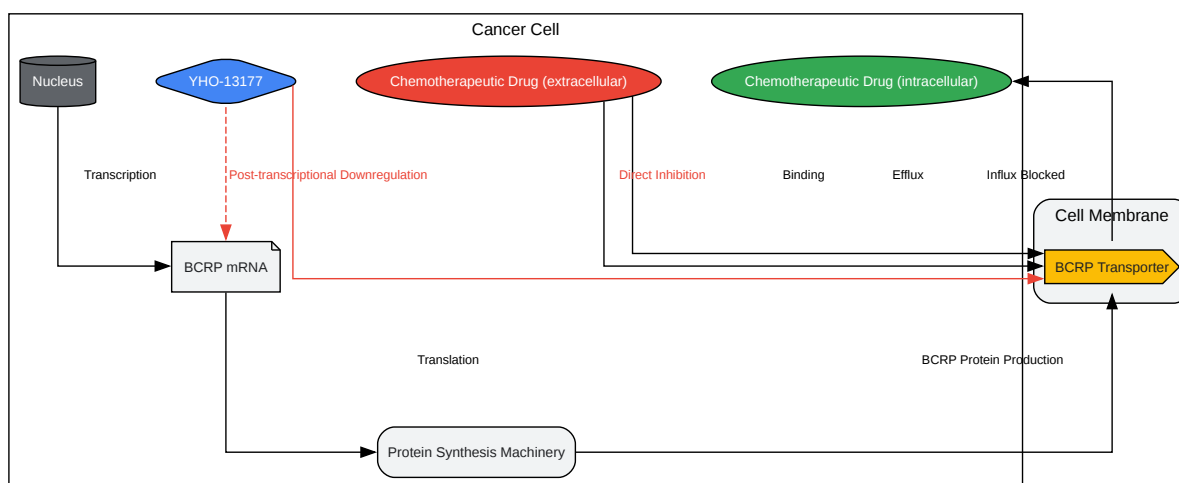 Cancer Cell
Nucleus
YHO-13177
Chemotherapeutic Drug (extracellular)
Chemotherapeutic Drug (intracellular)
Transcription
Post-transcriptional Downregulation
Direct Inhibition
Binding
Efflux
Influx Blocked
Cell Membrane
BCRP mRNA
BCRP Transporter
Translation
BCRP Protein Production
Protein Synthesis Machinery